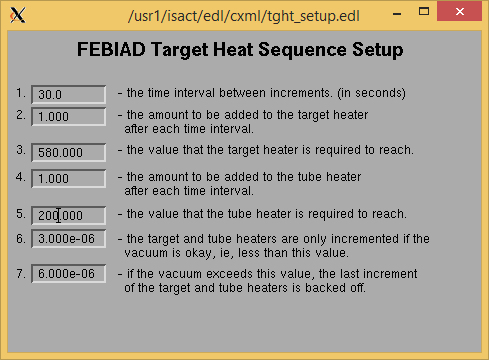 /usr1/isact/edl/cxml/tght_setup.edl
FEBIAD Target Heat Sequence Setup
1. 30.0 - the time interval between increments. (in seconds)
2. 1.000 - the amount to be added to the target heater
after each time interval.
3. 580.000 - the value that the target heater is required to reach.
4. 1.000 - the amount to be added to the tube heater
after each time interval.
5. 200.000 - the value that the tube heater is required to reach.
6. 3.000e-06 - the target and tube heaters are only incremented if the
vacuum is okay, ie, less than this value.
7. 6.000e-06 - if the vacuum exceeds this value, the last increment
of the target and tube heaters is backed off.